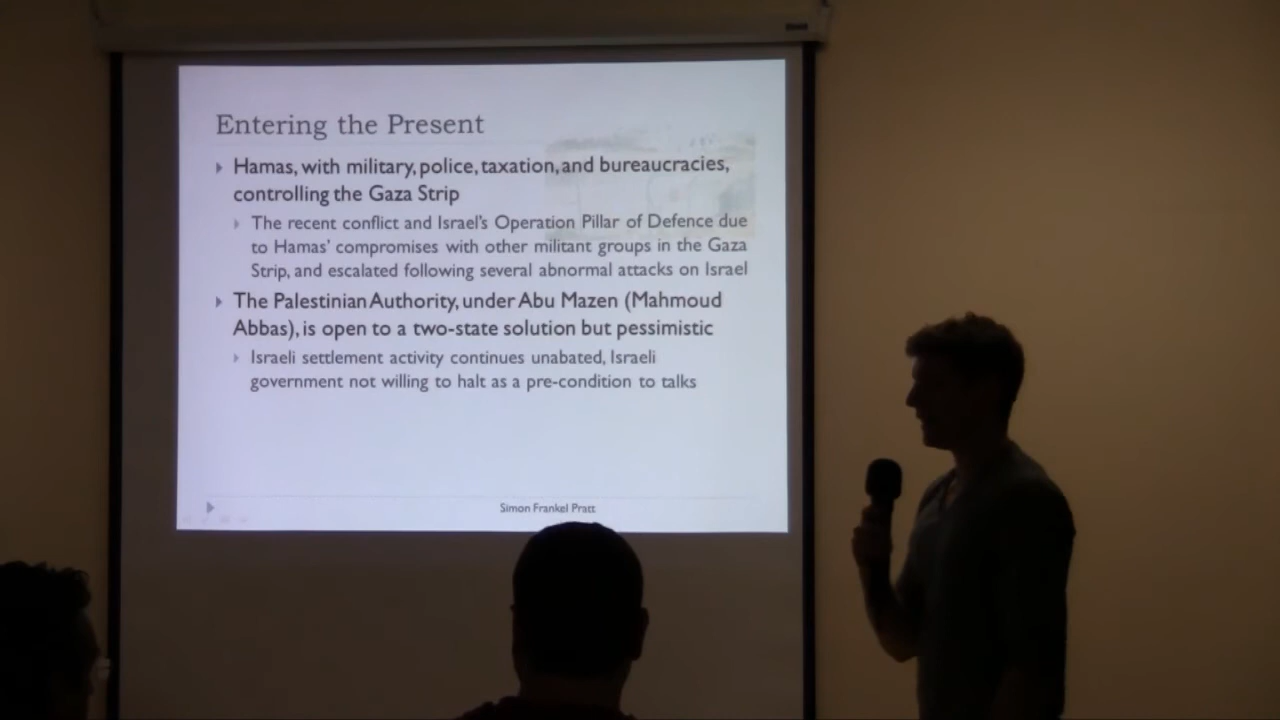 Entering the Present
Hamas, with military, police, taxation, and bureaucracies,
controlling the Gaza Strip
The recent conflict and Israel's Operation Pillar of Defence due
to Hamas' compromises with other militant groups in the Gaza
Strip, and escalated following several abnormal attacks on Israel
The Palestinian Authority, under Abu Mazen (Mahmoud
Abbas), is open to a two-state solution but pessimistic
Israeli settlement activity continues unabated, Israeli
government not willing to halt as a pre-condition to talks
Simon Frankel Pratt